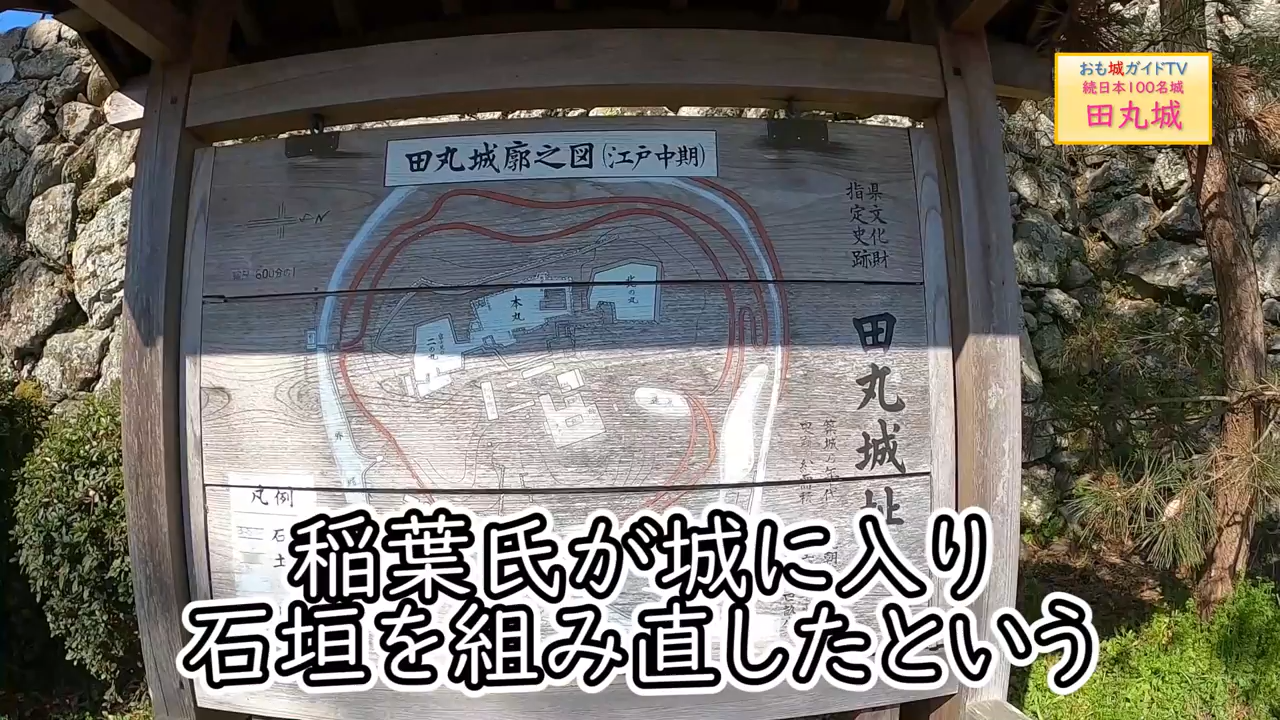 おも城ガイドTV
続日本100名城
田丸城
田丸城廓之図(江戸中期)
県文化財
指定史跡
田丸城址
N
本丸
北の丸
二の丸
外
凡例
石
土
稲葉氏が城に入り
石垣を組み直したという